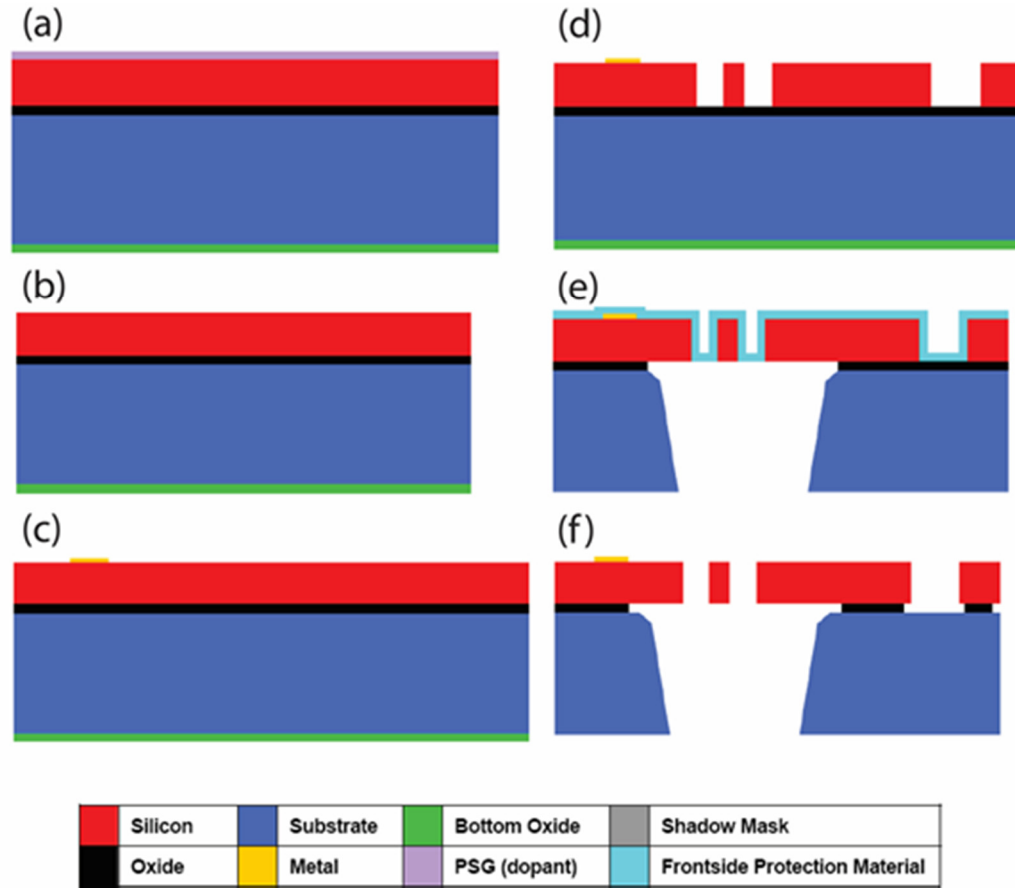 (a)
(d)
(b)
(e)
(c)
(f)
Silicon
Substrate
Bottom Oxide
Shadow Mask
Oxide
Metal
PSG (dopant)
Frontside Protection Material